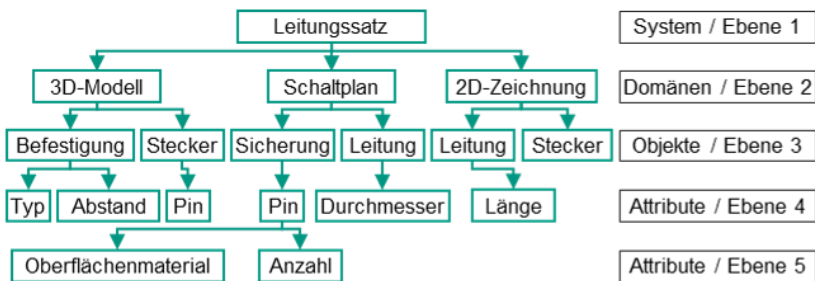 Leitungssatz
System / Ebene 1
3D-Modell
Schaltplan
2D-Zeichnung
Domänen / Ebene 2
Befestigung
Stecker
Sicherung
Leitung
Leitung
Stecker
Objekte / Ebene 3
Typ
Abstand
Pin
Pin
Durchmesser
Länge
Attribute / Ebene 4
Oberflächenmaterial
Anzahl
Attribute / Ebene 5